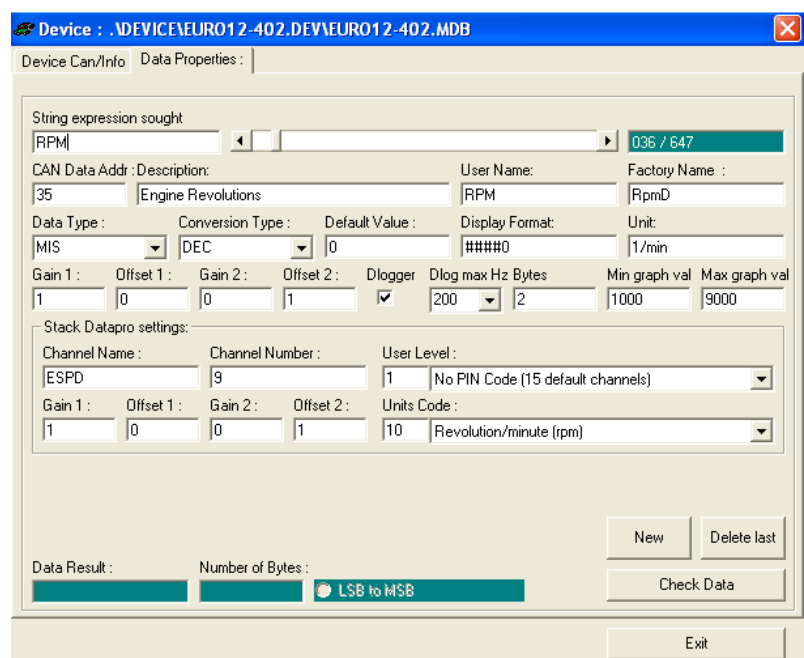 Device : .\DEVICE\EURO12-402.DEV\EURO12-402.MDB
Device Can/Info Data Properties :
String expression sought
RPM 036 / 647
CAN Data Addr : Description: User Name: Factory Name :
35 Engine Revolutions RPM RpmD
Data Type : Conversion Type : Default Value : Display Format: Unit:
MIS DEC 0 ####0 1/min
Gain 1 : Offset 1 : Gain 2 : Offset 2 : Dlogger Dlog max Hz Bytes Min graph val Max graph val
1 0 0 1 200 2 1000 9000
Stack Datapro settings:
Channel Name : Channel Number : User Level :
ESPD 9 1 No PIN Code (15 default channels)
Gain 1 : Offset 1 : Gain 2 : Offset 2 : Units Code :
1 0 0 1 10 Revolution/minute (rpm)
New Delete last
Data Result : Number of Bytes :
LSB to MSB Check Data
Exit